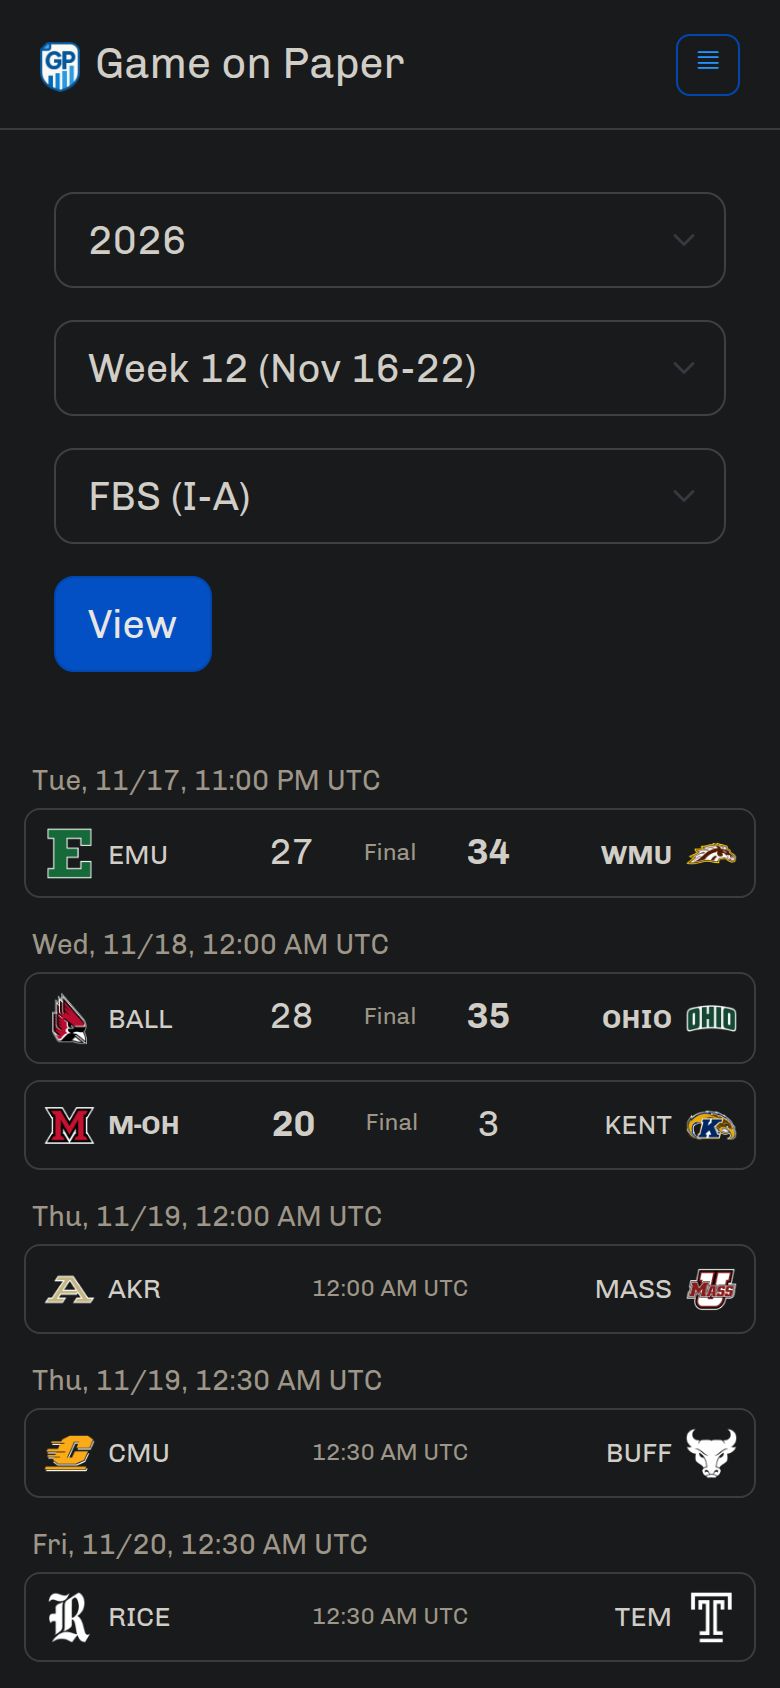 GP Game on Paper
2026
Week 12 (Nov 16-22)
FBS (I-A)
View
Tue, 11/17, 11:00 PM UTC
E EMU 27 Final 34 WMU
Wed, 11/18, 12:00 AM UTC
BALL 28 Final 35 OHIO OHIO
M M-OH 20 Final 3 KENT K
Thu, 11/19, 12:00 AM UTC
A AKR 12:00 AM UTC MASS U MASS
Thu, 11/19, 12:30 AM UTC
C CMU 12:30 AM UTC BUFF
Fri, 11/20, 12:30 AM UTC
R RICE 12:30 AM UTC TEM T